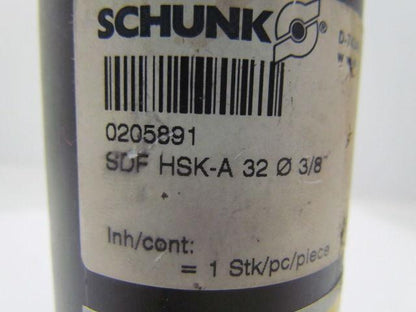 SCHUNK ®
0205891
SDF HSK-A 32 Ø 3/8"
Inh/cont:
= 1 Stk/pc/piece